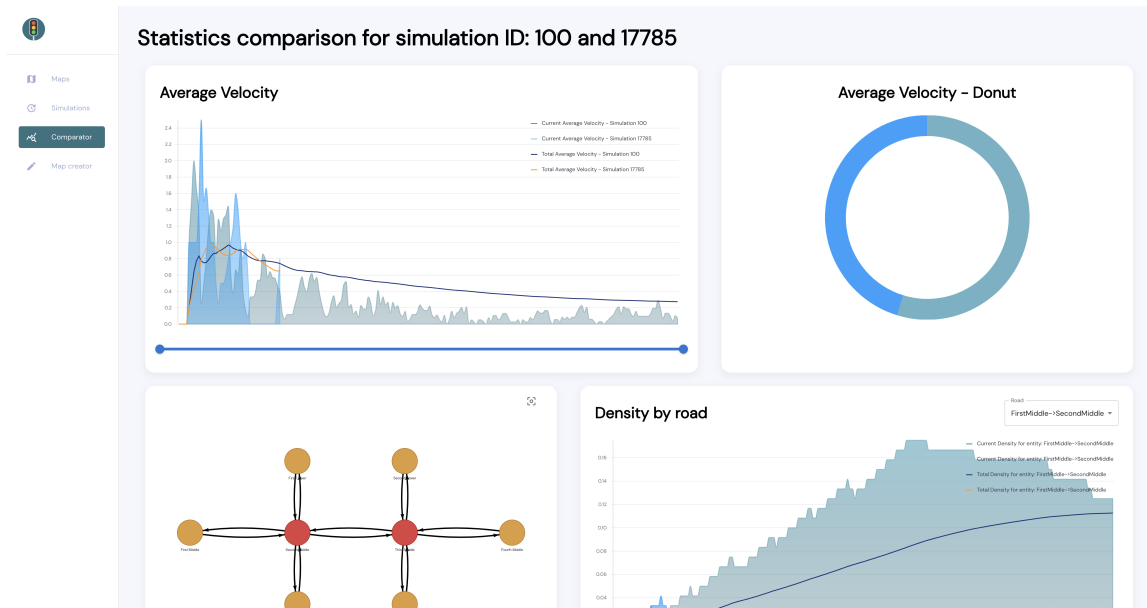 Statistics comparison for simulation ID: 100 and 17785
Maps
Simulations
Comparator
Map creator
Average Velocity
Current Average Velocity - Simulation 100
Current Average Velocity - Simulation 17785
Total Average Velocity - Simulation 100
Total Average Velocity - Simulation 17785
2.4
2.2
2.0
1.8
1.6
1.4
1.2
1.0
0.8
0.6
0.4
0.2
0.0
Average Velocity - Donut
First Middle
Fourth Middle
Density by road
Road
FirstMiddle->SecondMiddle
Current Density for entity: FirstMiddle->SecondMiddle
Current Density for entity: FirstMiddle->SecondMiddle
Total Density for entity: FirstMiddle->SecondMiddle
Total Density for entity: FirstMiddle->SecondMiddle
0.16
0.14
0.12
0.10
0.08
0.06
0.04